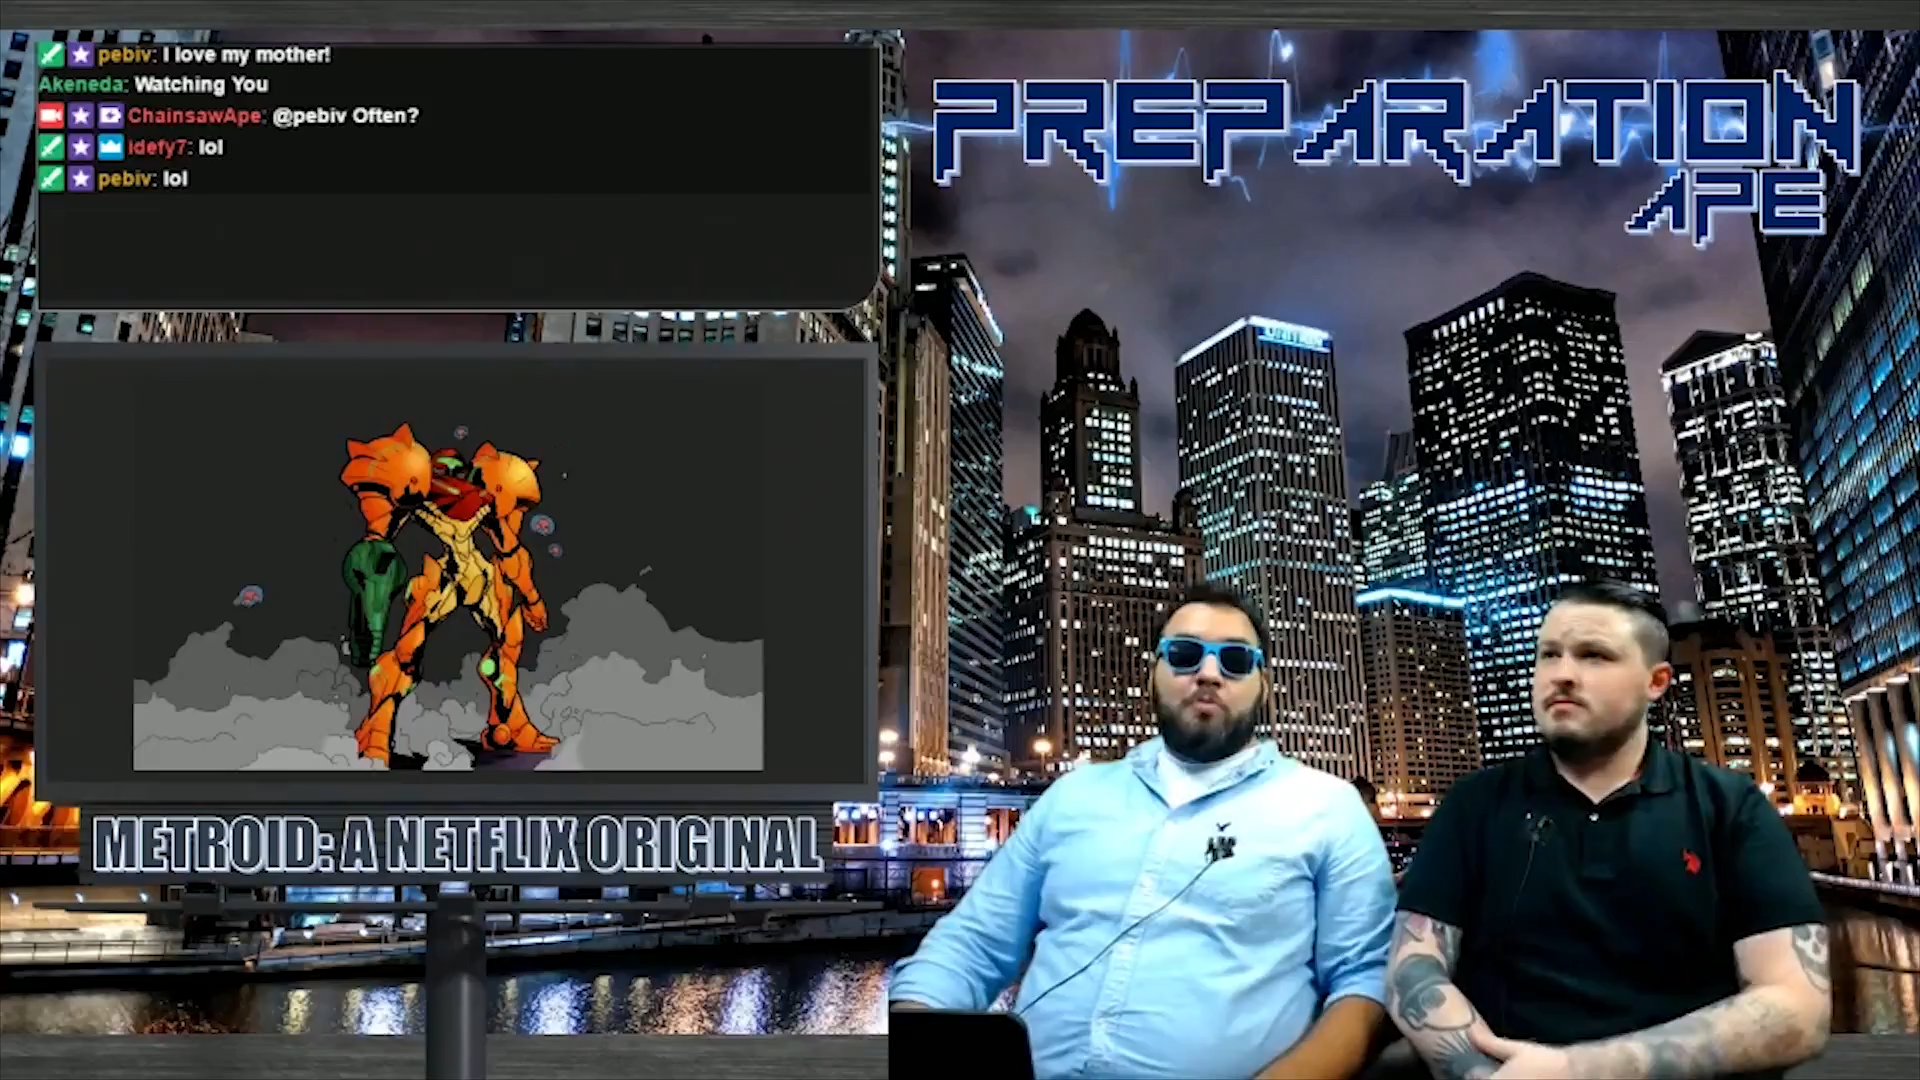 pebiv: I love my mother!
Akeneda: Watching You
ChainsawApe: @pebiv Often?
idefy7: lol
pebiv: lol
PREPARATION
APE
METROID: A NETFLIX ORIGINAL